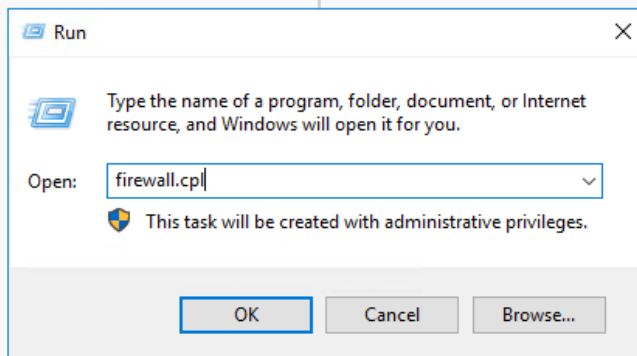 Run
Type the name of a program, folder, document, or Internet
resource, and Windows will open it for you.
Open: firewall.cpl
This task will be created with administrative privileges.
OK Cancel Browse...